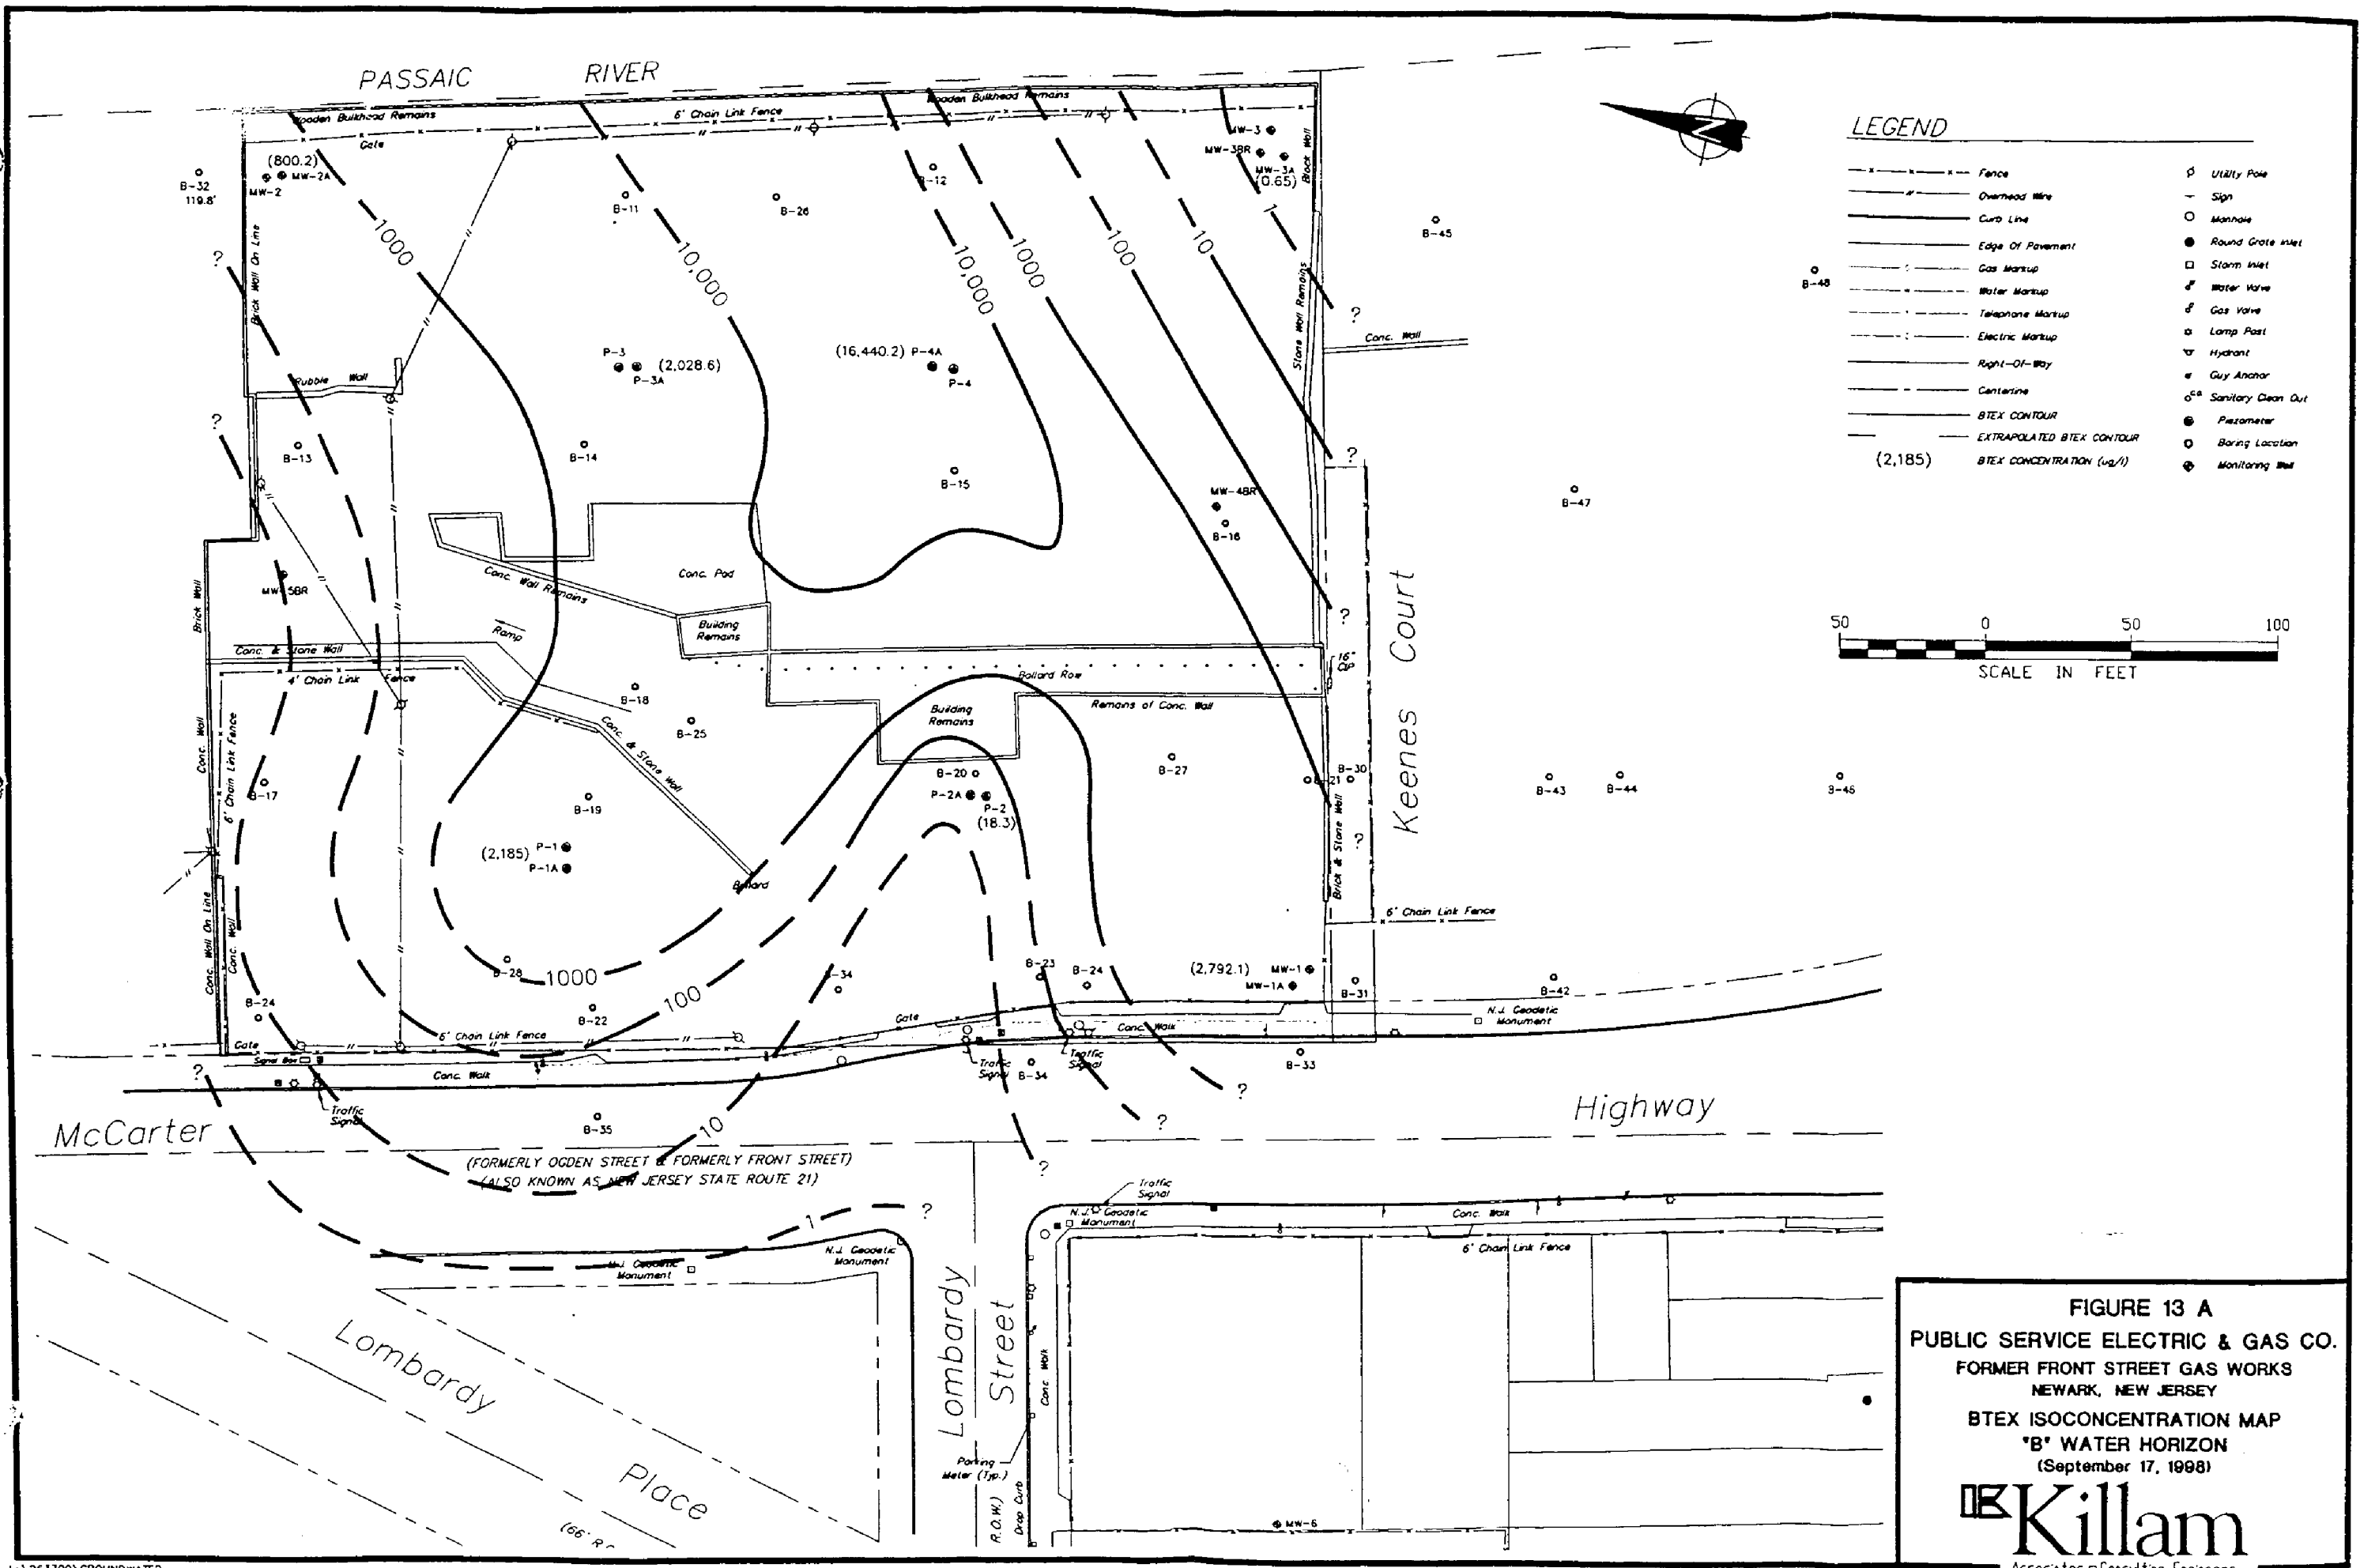 PASSAIC RIVER
Wooden Bulkhead Remains
6' Chain Link Fence
Wooden Bulkhead Remains
Gate
(800.2)
MW-2A
MW-2
B-32
119.8'
B-11
B-26
B-12
MW-3
MW-3BR
MW-3A
(0.65)
Block Wall
B-45
B-48
Brick Wall On Line
?
1000
10,000
10,000
1000
100
10
1
?
Stone Wall Remains
Conc. Wall
P-3
P-3A
(2,028.6)
(16,440.2)
P-4A
P-4
Rubble Wall
?
B-13
B-14
B-15
?
MW-4BR
B-16
B-47
Conc. Wall Remains
Conc. Pad
MW-5BR
Brick Wall
Ramp
Building
Remains
?
16"
CIP
Keenes Court
Conc. & Stone Wall
4' Chain Link Fence
Bollard Row
Remains of Conc. Wall
Building
Remains
B-18
B-25
Conc. & Stone Wall
Conc. Wall
6' Chain Link Fence
B-17
B-19
B-20
P-2A
P-2
(18.3)
B-27
B-21
B-30
B-43
B-44
B-46
(2,185)
P-1
P-1A
Bollard
?
Brick & Stone Wall
6' Chain Link Fence
Conc. Wall On Line
Conc. Wall
B-28
1000
100
B-34
B-23
B-24
(2,792.1)
MW-1
MW-1A
B-31
B-42
B-24
B-22
Gate
6' Chain Link Fence
Gate
Conc. Walk
N.J. Geodetic
Monument
Signal Box
Conc. Walk
Traffic
Signal
B-34
Traffic
Signal
B-33
?
?
?
?
Traffic
Signal
B-35
10
McCarter Highway
(FORMERLY OGDEN STREET & FORMERLY FRONT STREET)
(ALSO KNOWN AS NEW JERSEY STATE ROUTE 21)
1
?
N.J. Geodetic
Monument
N.J. Geodetic
Monument
Traffic
Signal
N.J. Geodetic
Monument
Conc. Walk
6' Chain Link Fence
Lombardy Place
Lombardy Street
Conc. Walk
Parking
Meter (Typ.)
R.O.W.)
Drop Curb
MW-6
LEGEND
Fence
Overhead Wire
Curb Line
Edge Of Pavement
Gas Markup
Water Markup
Telephone Markup
Electric Markup
Right-Of-Way
Centerline
BTEX CONTOUR
EXTRAPOLATED BTEX CONTOUR
(2,185) BTEX CONCENTRATION (ug/l)
Utility Pole
Sign
Manhole
Round Grate Inlet
Storm Inlet
Water Valve
Gas Valve
Lamp Post
Hydrant
Guy Anchor
Sanitary Clean Out
Piezometer
Boring Location
Monitoring Well
50 0 50 100
SCALE IN FEET
FIGURE 13 A
PUBLIC SERVICE ELECTRIC & GAS CO.
FORMER FRONT STREET GAS WORKS
NEWARK, NEW JERSEY
BTEX ISOCONCENTRATION MAP
"B" WATER HORIZON
(September 17, 1998)
Killam